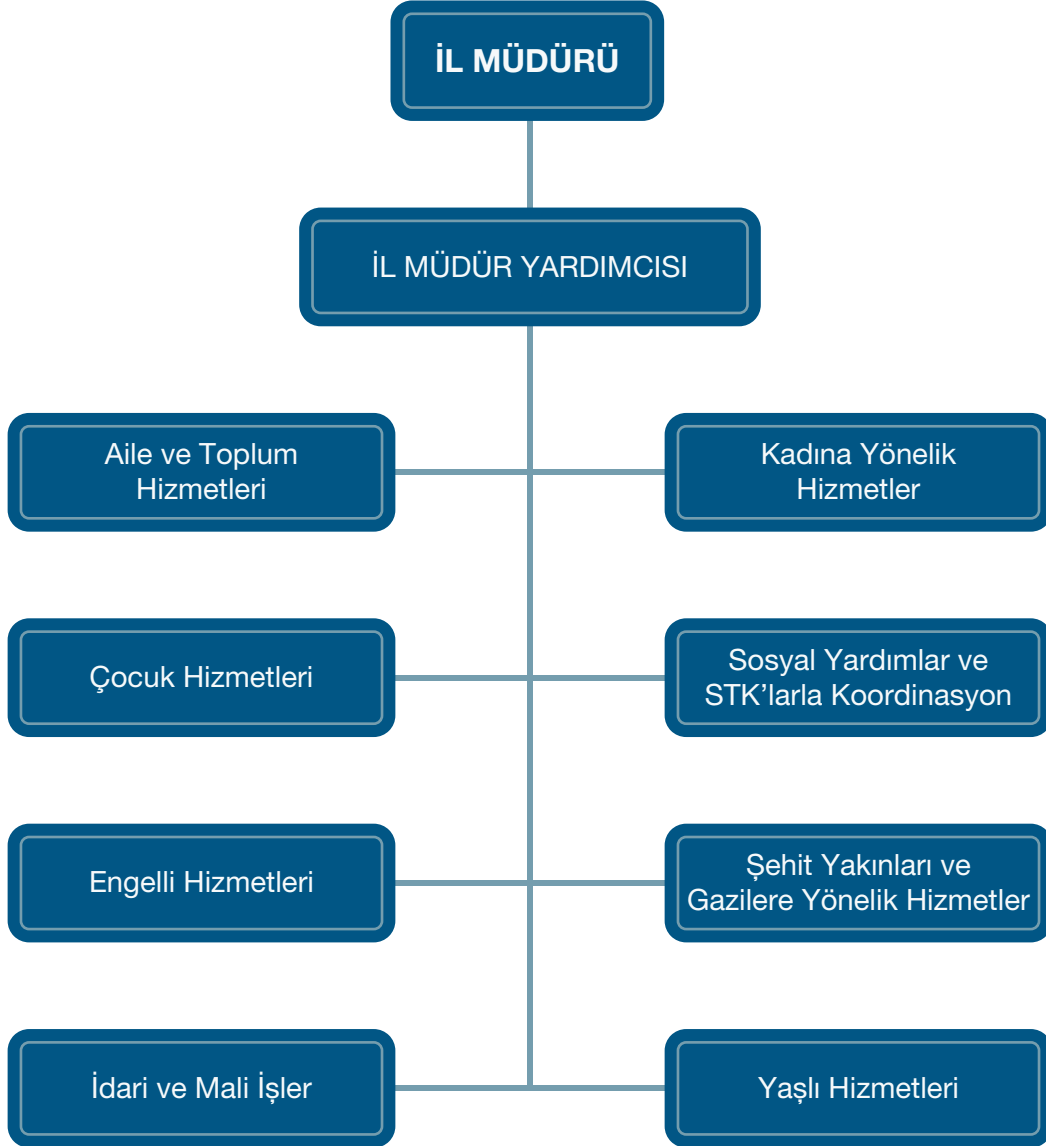 İL MÜDÜRÜ
İL MÜDÜR YARDIMCISI
Aile ve Toplum
Hizmetleri
Kadına Yönelik
Hizmetler
Çocuk Hizmetleri
Sosyal Yardımlar ve
STK’larla Koordinasyon
Engelli Hizmetleri
Şehit Yakınları ve
Gazilere Yönelik Hizmetler
İdari ve Mali İşler
Yaşlı Hizmetleri